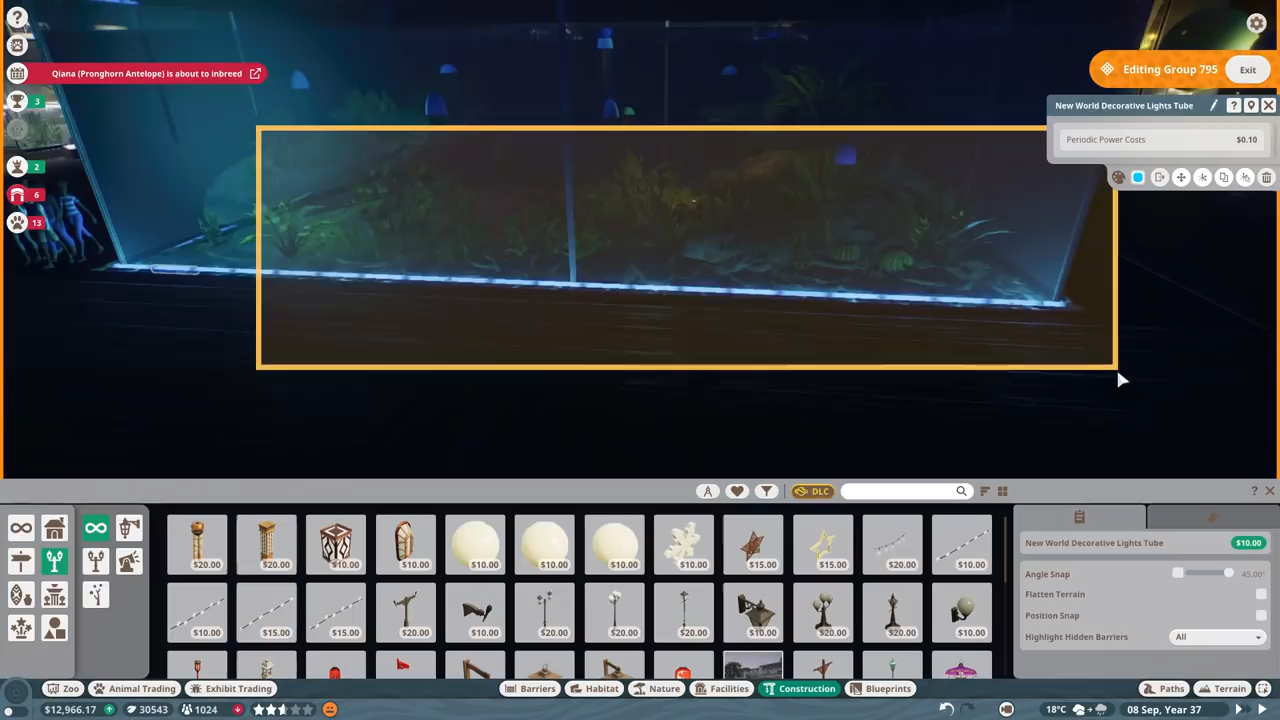 ?
Qiana (Pronghorn Antelope) is about to inbreed
3
2
6
13
Editing Group 795
Exit
New World Decorative Lights Tube
?
Periodic Power Costs
$0.10
DLC
?
$20.00
$20.00
$10.00
$10.00
$10.00
$10.00
$10.00
$10.00
$15.00
$15.00
$20.00
$10.00
$10.00
$15.00
$15.00
$20.00
$10.00
$20.00
$20.00
$20.00
$10.00
$20.00
$20.00
$10.00
New World Decorative Lights Tube
$10.00
Angle Snap
45.00°
Flatten Terrain
Position Snap
Highlight Hidden Barriers
All
Zoo
Animal Trading
Exhibit Trading
Barriers
Habitat
Nature
Facilities
Construction
Blueprints
Paths
Terrain
$12,966.17
30543
1024
18°C
08 Sep, Year 37